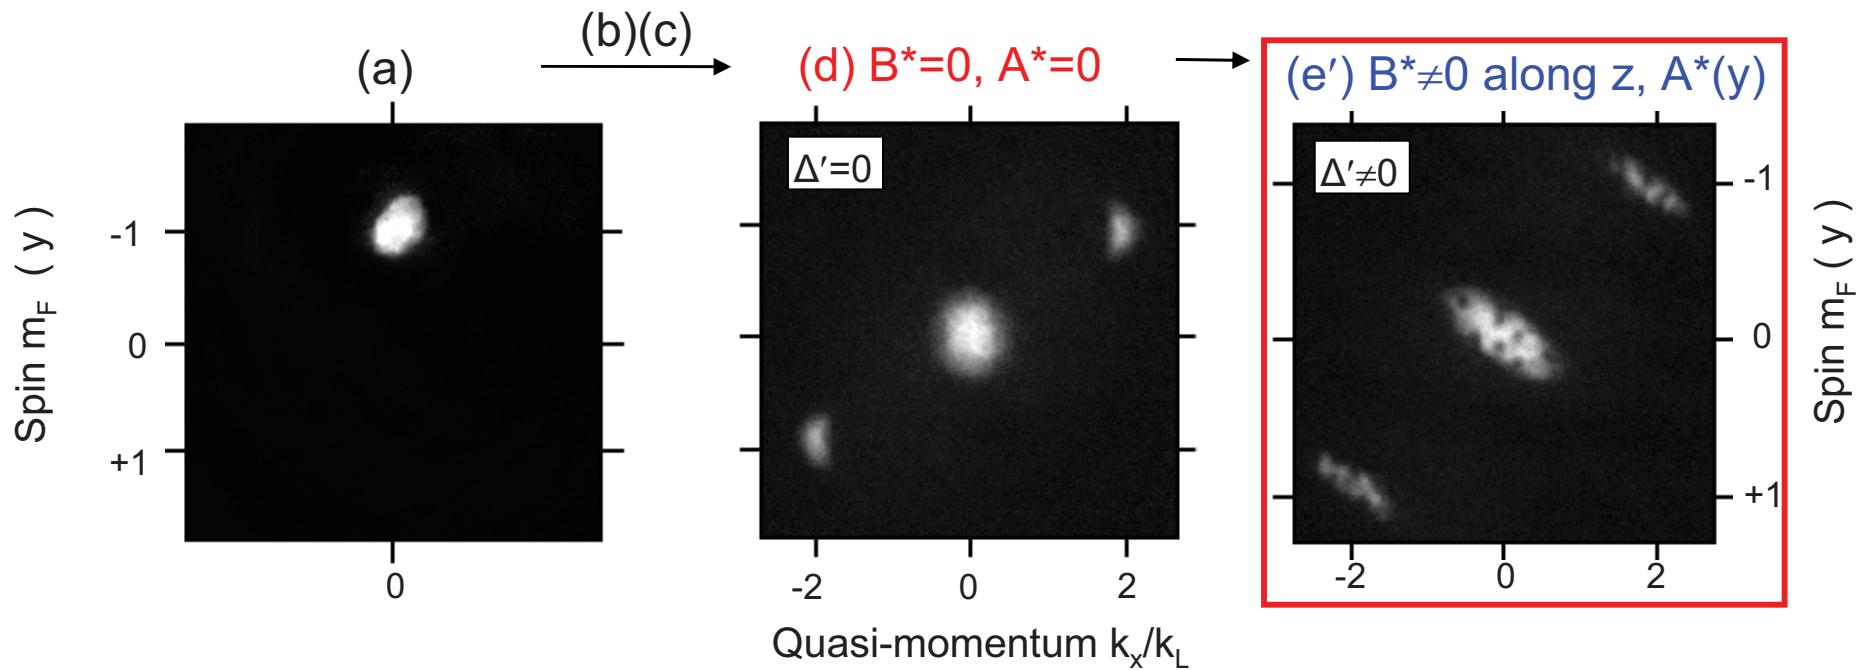 (a)
(b)(c)
(d) B*=0, A*=0
(e′) B*≠0 along z, A*(y)
Spin m_F ( y )
-1
0
+1
0
Δ′=0
-2
0
2
Quasi-momentum k_x/k_L
Δ′≠0
-2
0
2
-1
0
+1
Spin m_F ( y )